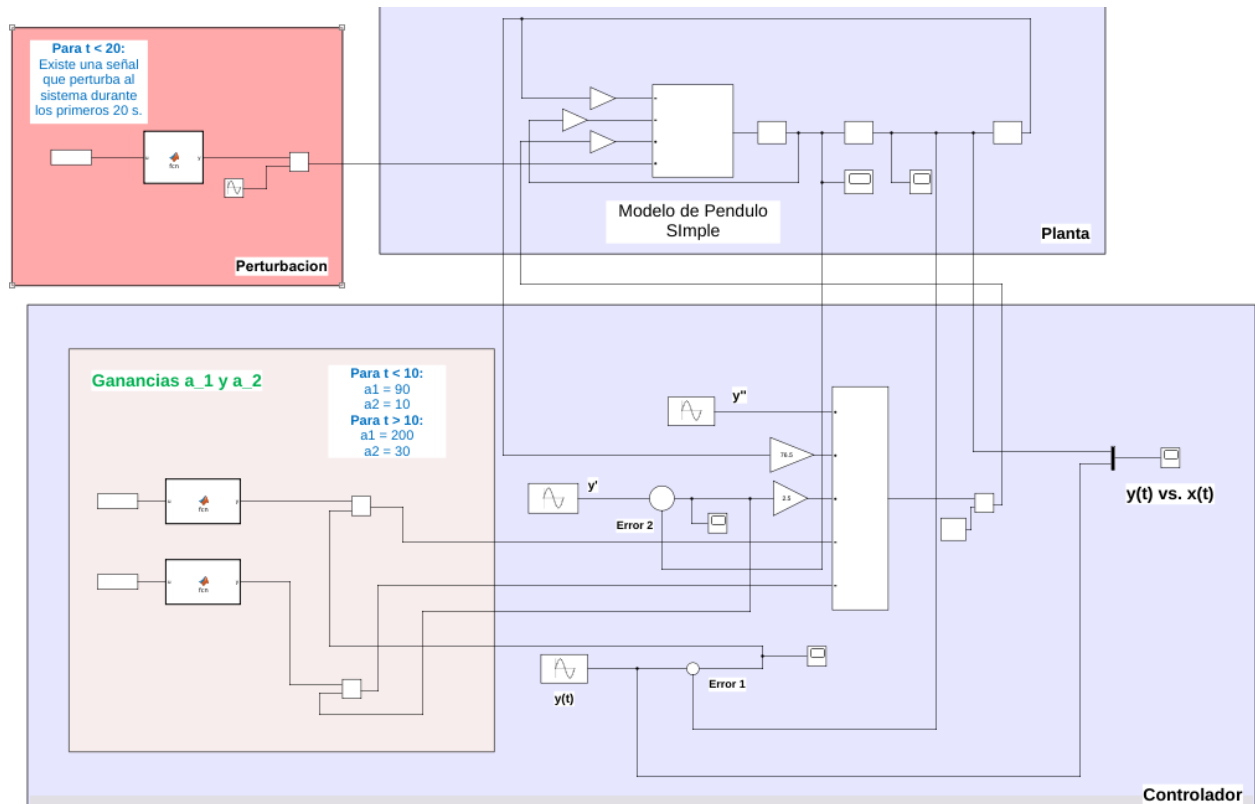 Para t < 20:
Existe una señal
que perturba al
sistema durante
los primeros 20 s.
u
fcn
y
Perturbacion
Modelo de Pendulo
SImple
Planta
Ganancias a_1 y a_2
Para t < 10:
a1 = 90
a2 = 10
Para t > 10:
a1 = 200
a2 = 30
u
fcn
y
u
fcn
y
y"
76.5
y'
2.5
Error 2
y(t) vs. x(t)
Error 1
y(t)
Controlador